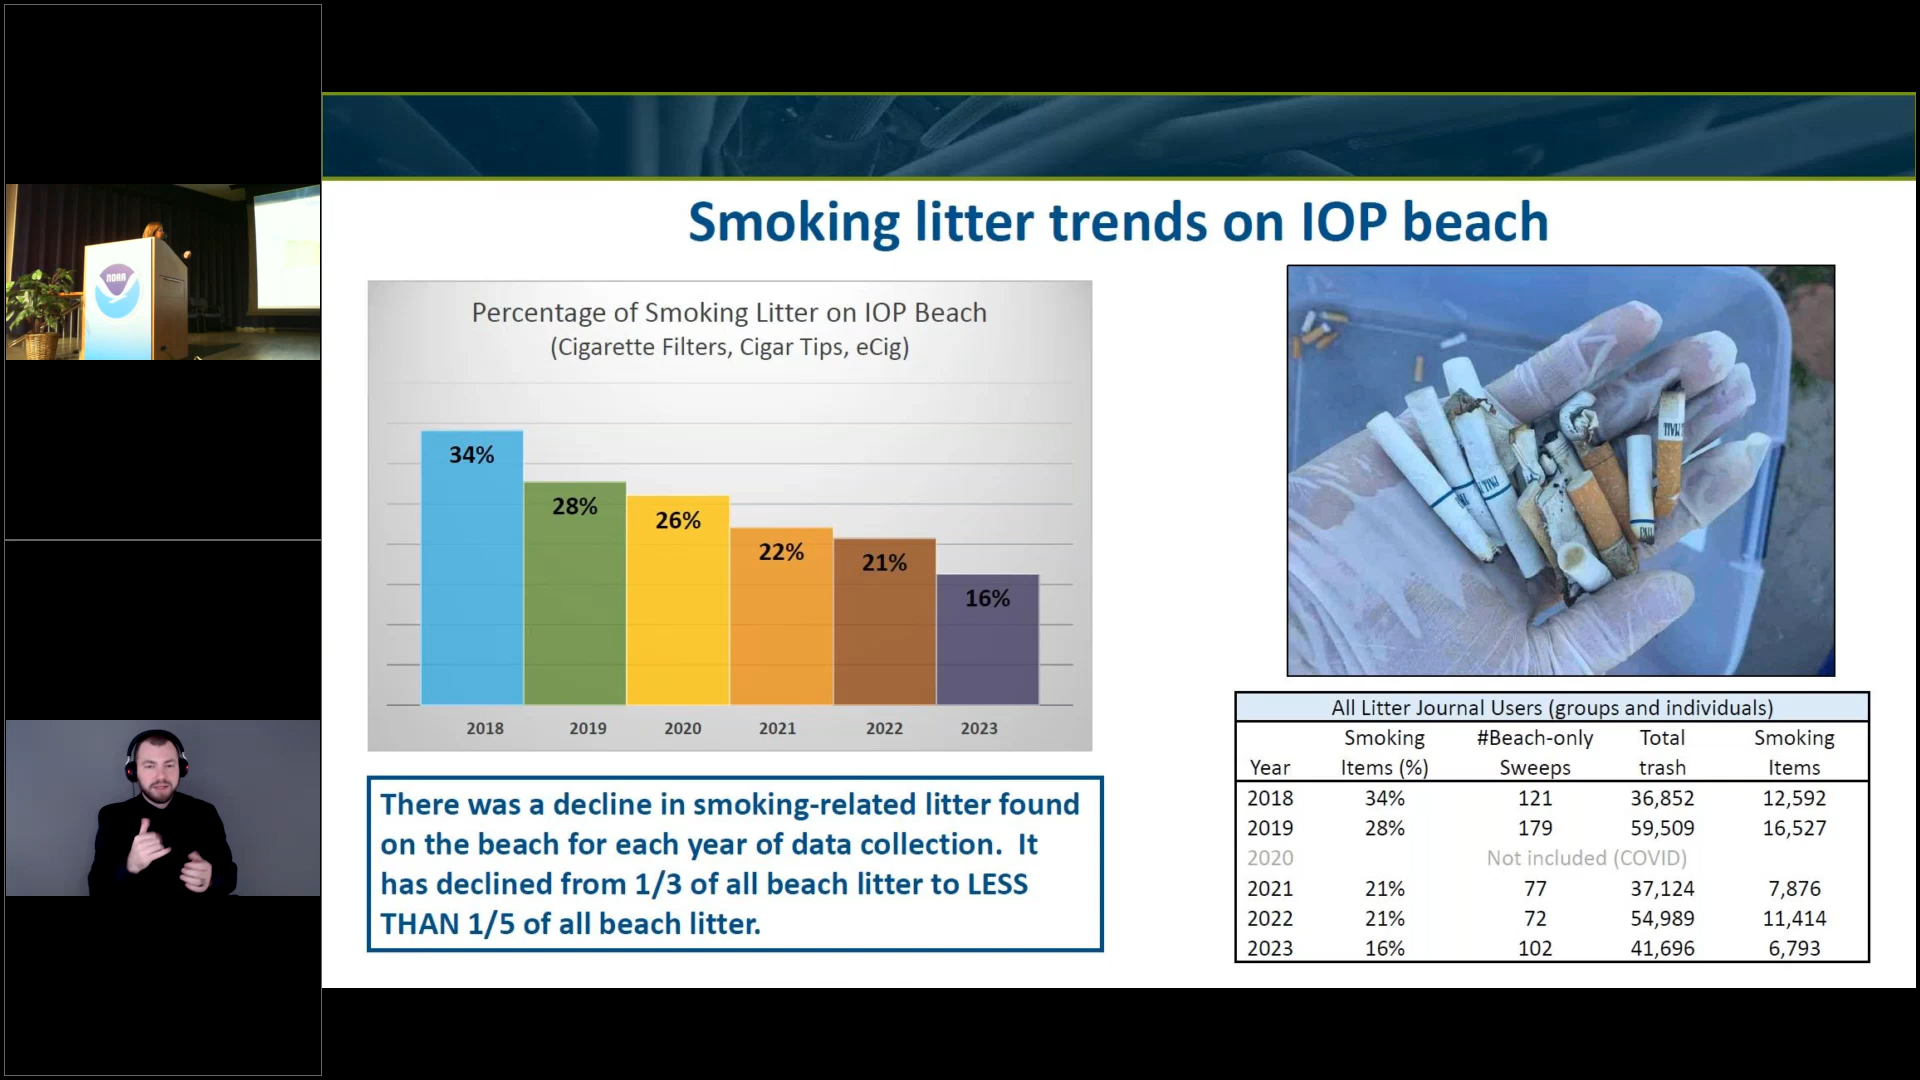 NOAA
Smoking litter trends on IOP beach
Percentage of Smoking Litter on IOP Beach
(Cigarette Filters, Cigar Tips, eCig)
34%
28%
26%
22%
21%
16%
2018 2019 2020 2021 2022 2023
There was a decline in smoking-related litter found
on the beach for each year of data collection. It
has declined from 1/3 of all beach litter to LESS
THAN 1/5 of all beach litter.
All Litter Journal Users (groups and individuals)
Smoking #Beach-only Total Smoking
Year Items (%) Sweeps trash Items
2018 34% 121 36,852 12,592
2019 28% 179 59,509 16,527
2020 Not included (COVID)
2021 21% 77 37,124 7,876
2022 21% 72 54,989 11,414
2023 16% 102 41,696 6,793